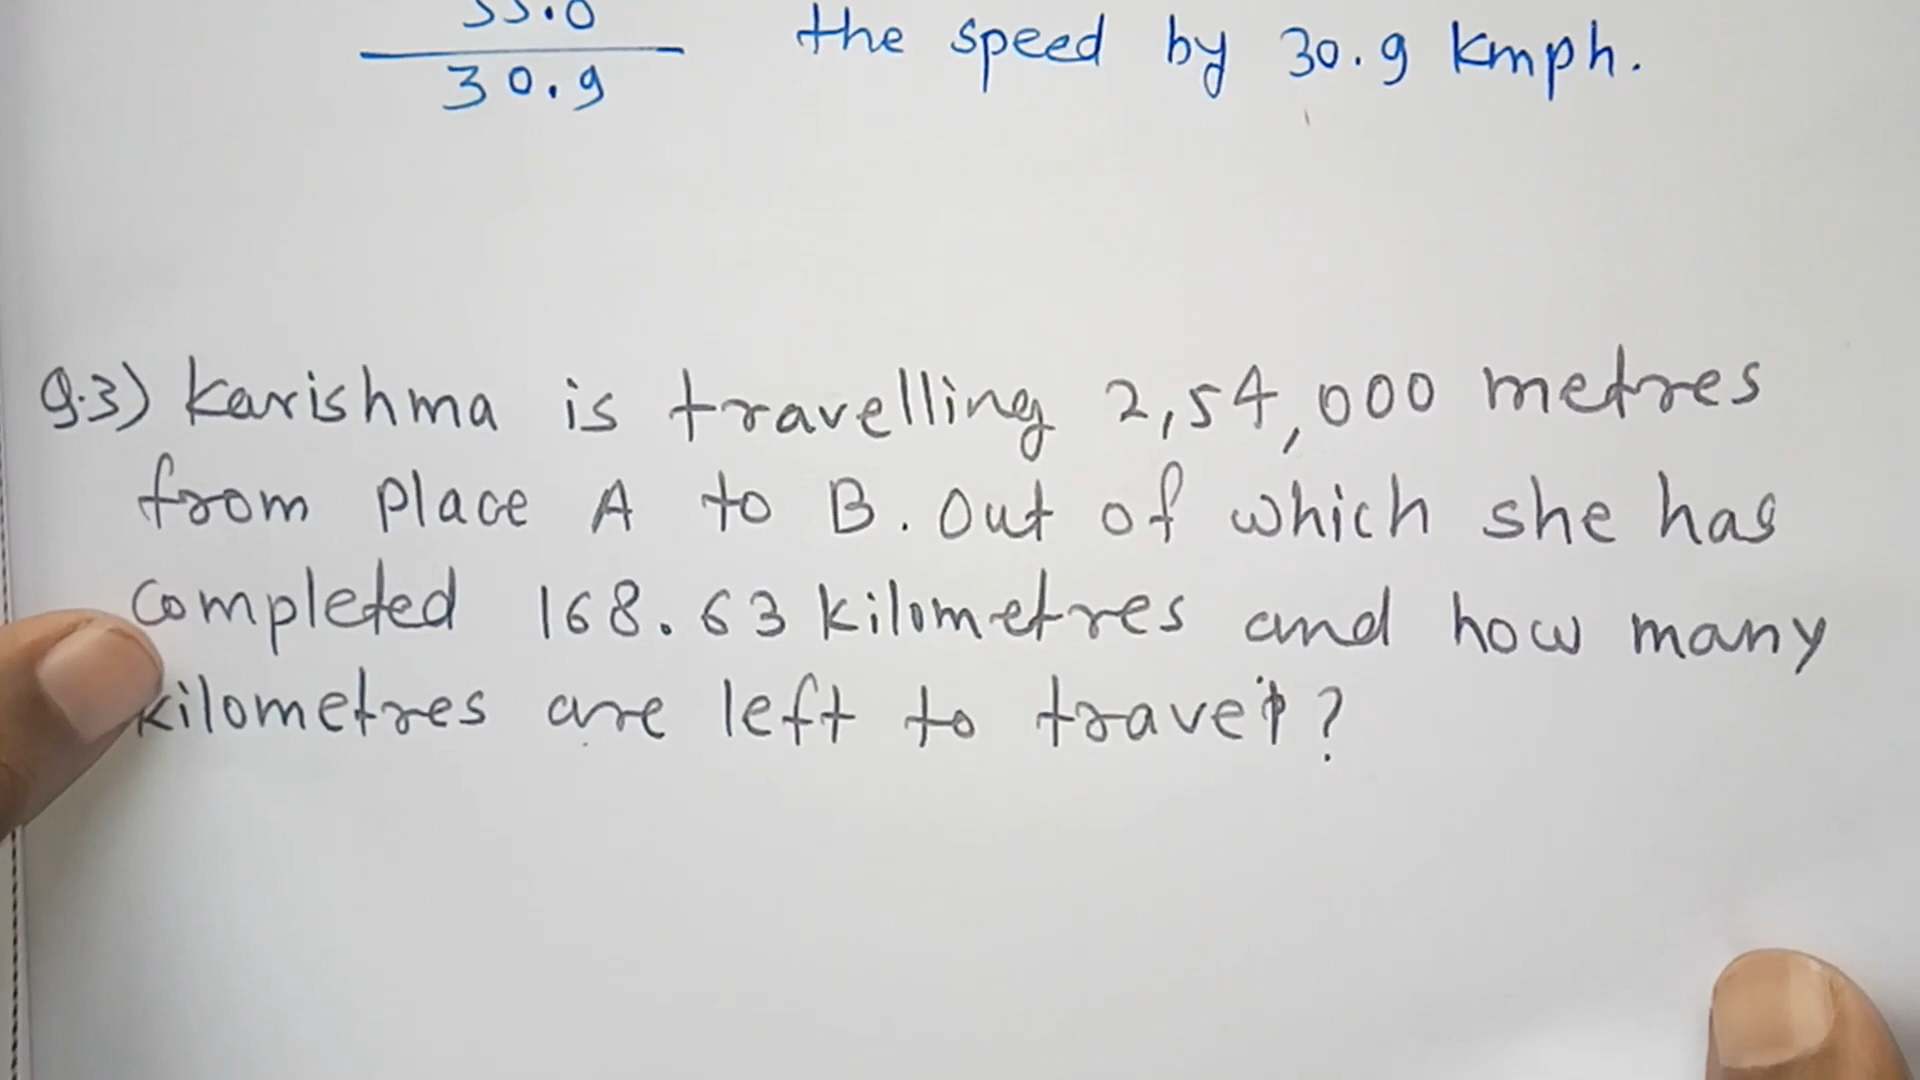 the speed by 30.9 kmph.
30.9
Q.3) Karishma is travelling 2,54,000 metres
from place A to B. Out of which she has
completed 168.63 kilometres and how many
kilometres are left to travel?